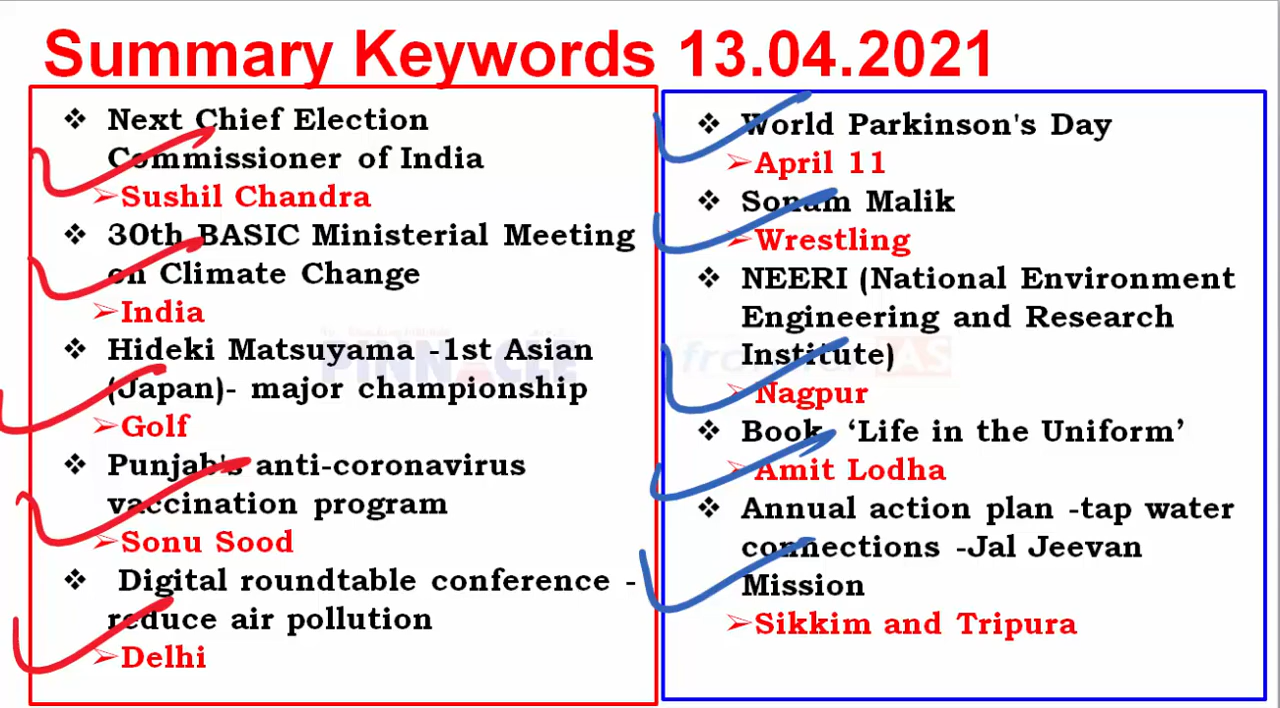 Summary Keywords 13.04.2021
❖ Next Chief Election
Commissioner of India
➢Sushil Chandra
❖ 30th BASIC Ministerial Meeting
on Climate Change
➢India
❖ Hideki Matsuyama -1st Asian
(Japan)- major championship
➢Golf
❖ Punjab's anti-coronavirus
vaccination program
➢Sonu Sood
❖ Digital roundtable conference -
reduce air pollution
➢Delhi
❖ World Parkinson's Day
➢April 11
❖ Sonam Malik
➢Wrestling
❖ NEERI (National Environment
Engineering and Research
Institute)
➢Nagpur
❖ Book ‘Life in the Uniform’
➢Amit Lodha
❖ Annual action plan -tap water
connections -Jal Jeevan
Mission
➢Sikkim and Tripura
PINNACLE